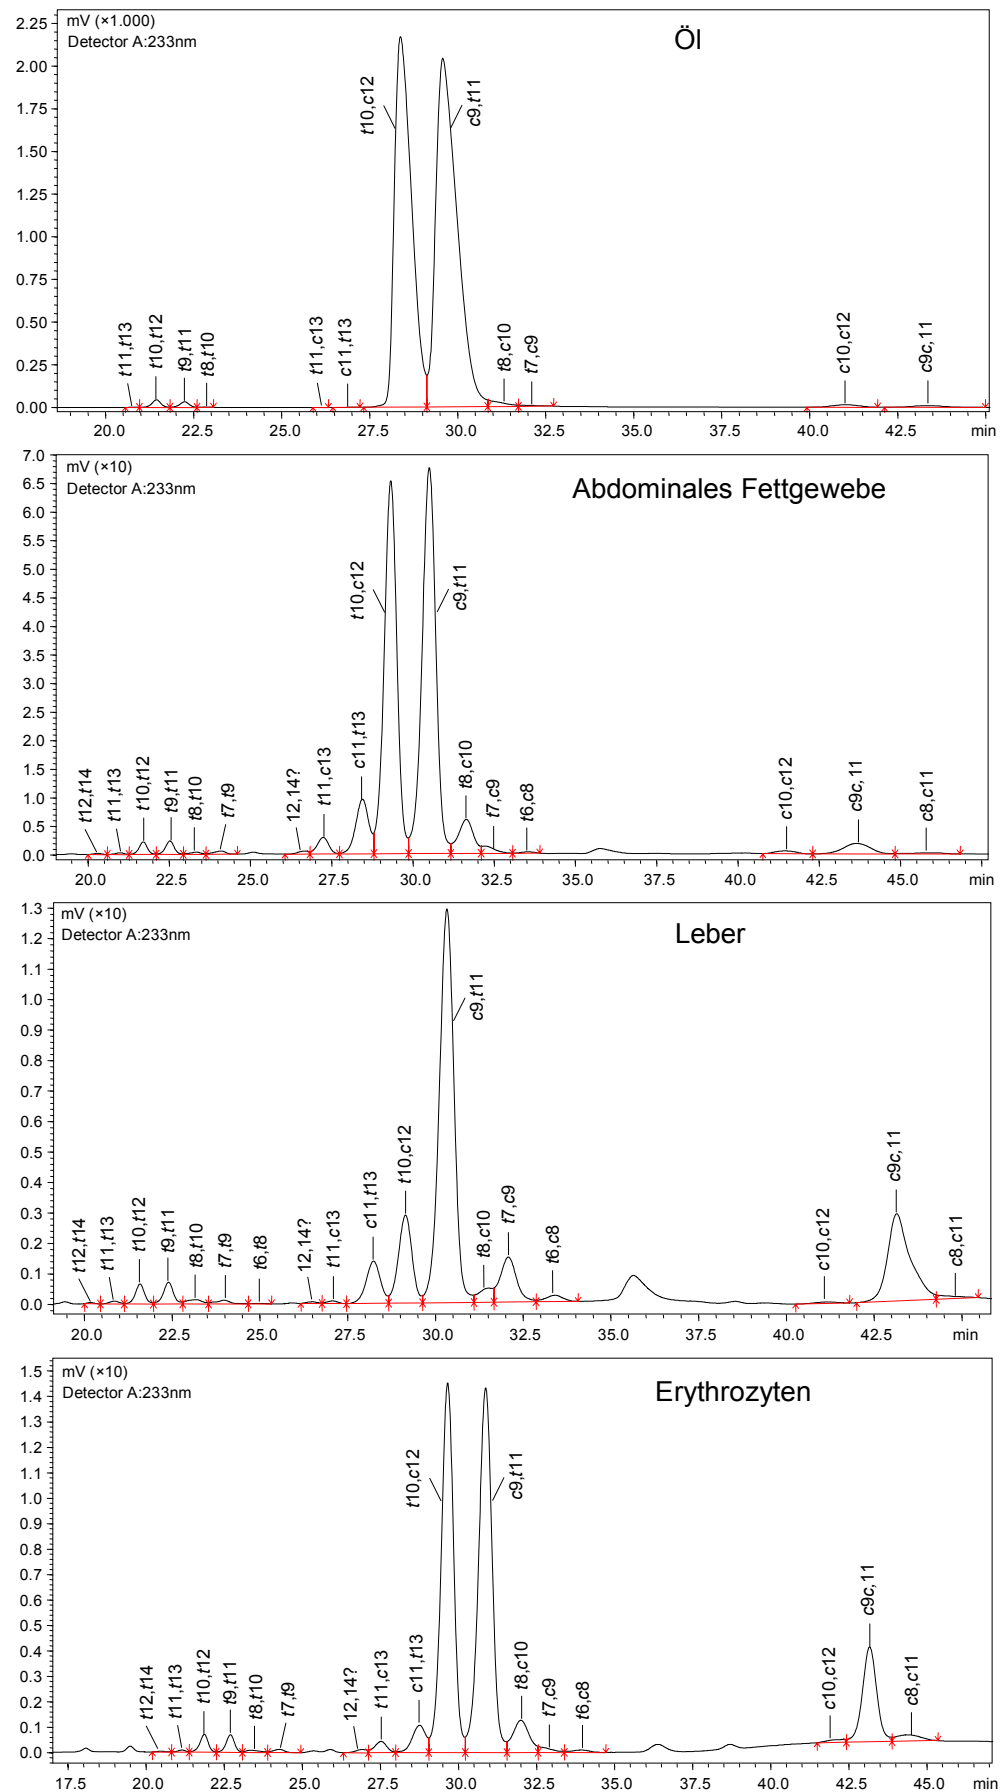 mV (×1.000)
Detector A:233nm
Öl
2.25
2.00
1.75
1.50
1.25
1.00
0.75
0.50
0.25
0.00
t11,t13
t10,t12
t9,t11
t8,t10
t11,c13
c11,t13
t10,c12
c9,t11
t8,c10
t7,c9
c10,c12
c9c,11
20.0 22.5 25.0 27.5 30.0 32.5 35.0 37.5 40.0 42.5 min
mV (×10)
Detector A:233nm
Abdominales Fettgewebe
7.0
6.5
6.0
5.5
5.0
4.5
4.0
3.5
3.0
2.5
2.0
1.5
1.0
0.5
0.0
t12,t14
t11,t13
t10,t12
t9,t11
t8,t10
t7,t9
12,14?
t11,c13
c11,t13
t10,c12
c9,t11
t8,c10
t7,c9
t6,c8
c10,c12
c9c,11
c8,c11
20.0 22.5 25.0 27.5 30.0 32.5 35.0 37.5 40.0 42.5 45.0 min
mV (×10)
Detector A:233nm
Leber
1.3
1.2
1.1
1.0
0.9
0.8
0.7
0.6
0.5
0.4
0.3
0.2
0.1
0.0
t12,t14
t11,t13
t10,t12
t9,t11
t8,t10
t7,t9
t6,t8
12,14?
t11,c13
c11,t13
t10,c12
c9,t11
t8,c10
t7,c9
t6,c8
c10,c12
c9c,11
c8,c11
20.0 22.5 25.0 27.5 30.0 32.5 35.0 37.5 40.0 42.5 min
mV (×10)
Detector A:233nm
Erythrozyten
1.5
1.4
1.3
1.2
1.1
1.0
0.9
0.8
0.7
0.6
0.5
0.4
0.3
0.2
0.1
0.0
t12,t14
t11,t13
t10,t12
t9,t11
t8,t10
t7,t9
12,14?
t11,c13
c11,t13
t10,c12
c9,t11
t8,c10
t7,c9
t6,c8
c10,c12
c9c,11
c8,c11
17.5 20.0 22.5 25.0 27.5 30.0 32.5 35.0 37.5 40.0 42.5 45.0 min